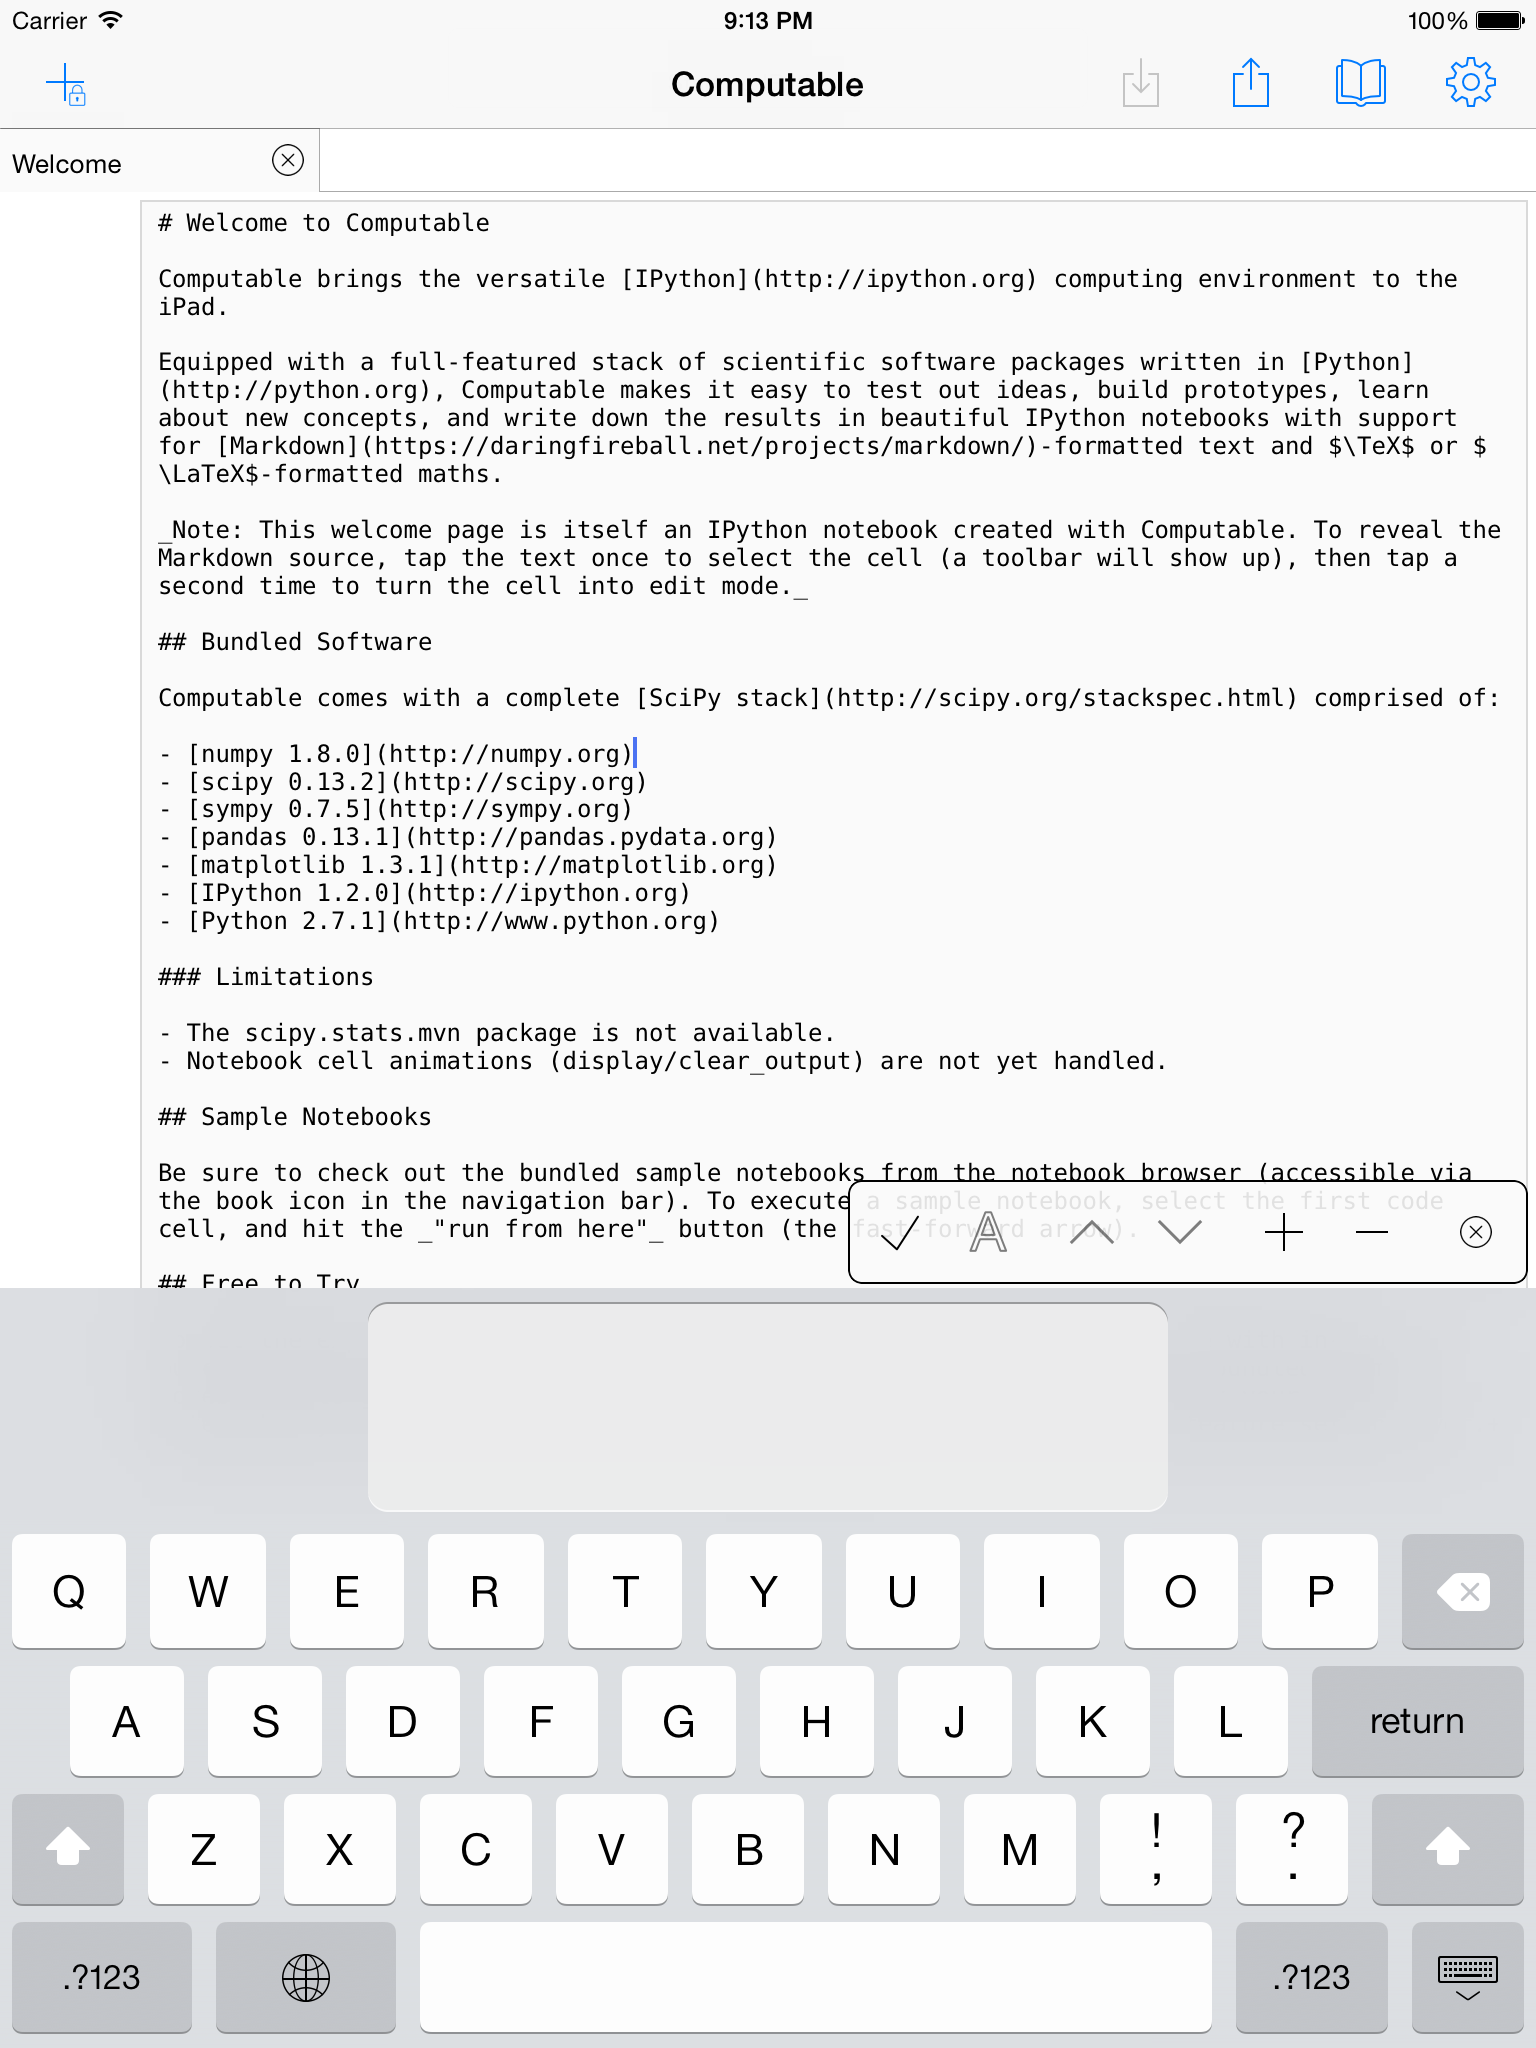 Carrier 9:13 PM 100%
Computable
Welcome
# Welcome to Computable
Computable brings the versatile [IPython](http://ipython.org) computing environment to the
iPad.
Equipped with a full-featured stack of scientific software packages written in [Python]
(http://python.org), Computable makes it easy to test out ideas, build prototypes, learn
about new concepts, and write down the results in beautiful IPython notebooks with support
for [Markdown](https://daringfireball.net/projects/markdown/)-formatted text and $\TeX$ or $
\LaTeX$-formatted maths.
_Note: This welcome page is itself an IPython notebook created with Computable. To reveal the
Markdown source, tap the text once to select the cell (a toolbar will show up), then tap a
second time to turn the cell into edit mode._
## Bundled Software
Computable comes with a complete [SciPy stack](http://scipy.org/stackspec.html) comprised of:
- [numpy 1.8.0](http://numpy.org)
- [scipy 0.13.2](http://scipy.org)
- [sympy 0.7.5](http://sympy.org)
- [pandas 0.13.1](http://pandas.pydata.org)
- [matplotlib 1.3.1](http://matplotlib.org)
- [IPython 1.2.0](http://ipython.org)
- [Python 2.7.1](http://www.python.org)
### Limitations
- The scipy.stats.mvn package is not available.
- Notebook cell animations (display/clear_output) are not yet handled.
## Sample Notebooks
Be sure to check out the bundled sample notebooks from the notebook browser (accessible via
the book icon in the navigation bar). To execute a sample notebook, select the first code
cell, and hit the _"run from here"_ button (the fast-forward arrow).
## Free to Try
A
Q W E R T Y U I O P
A S D F G H J K L return
Z X C V B N M ! , ? .
.?123 .?123